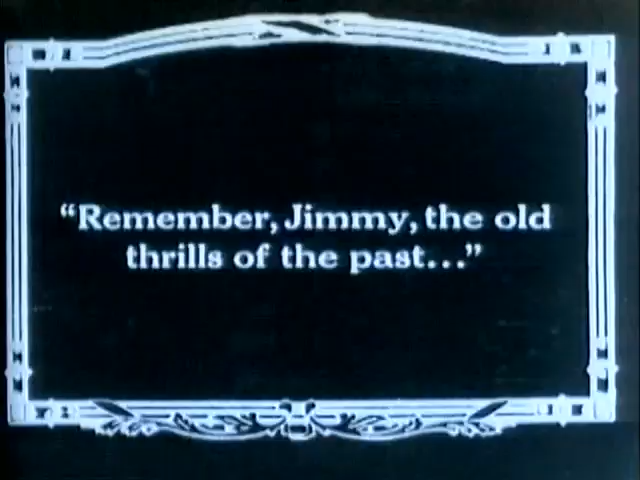 “Remember, Jimmy, the old
thrills of the past...”